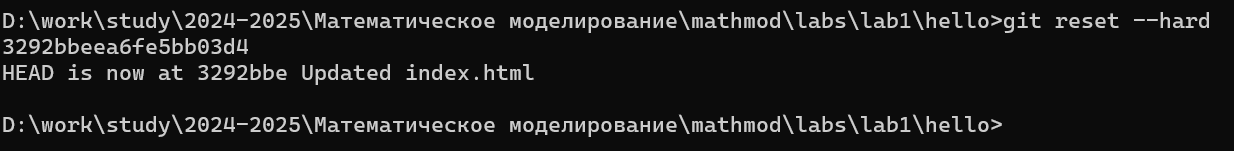 D:\work\study\2024-2025\Математическое моделирование\mathmod\labs\lab1\hello>git reset --hard
3292bbeea6fe5bb03d4
HEAD is now at 3292bbe Updated index.html
D:\work\study\2024-2025\Математическое моделирование\mathmod\labs\lab1\hello>